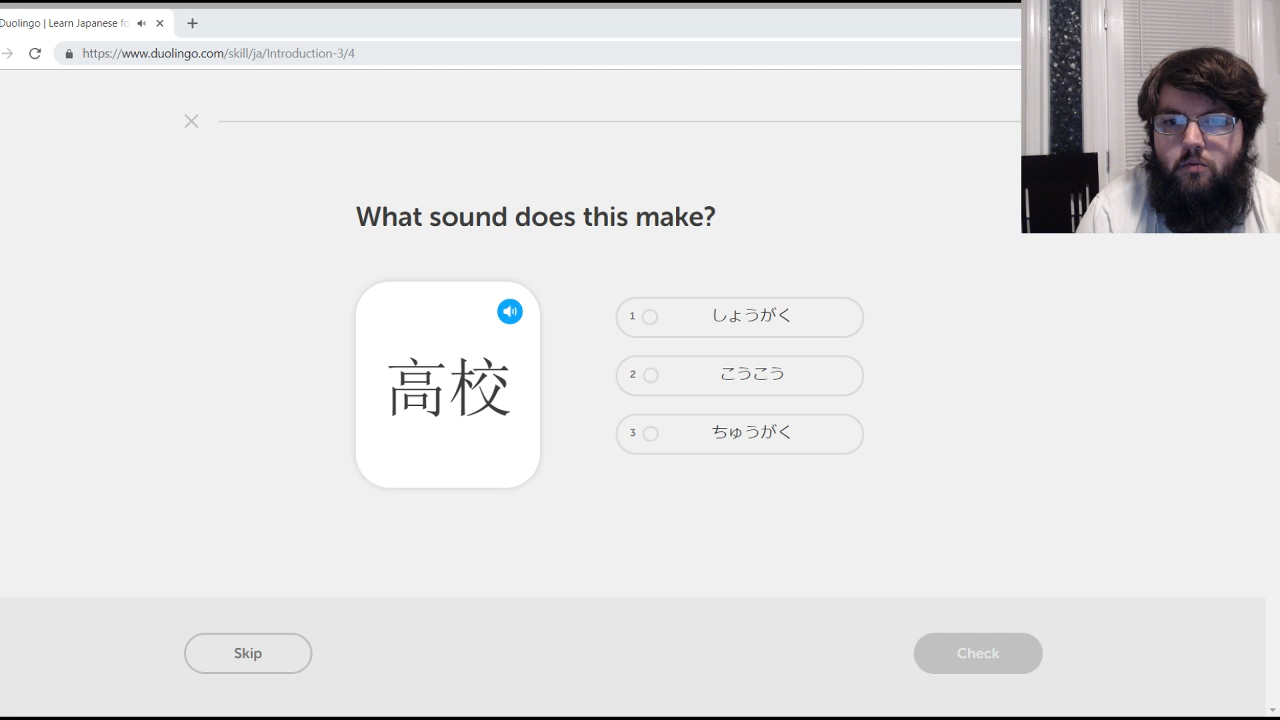 Duolingo | Learn Japanese fo
https://www.duolingo.com/skill/ja/Introduction-3/4
What sound does this make?
高校
1 しょうがく
2 こうこう
3 ちゅうがく
Skip
Check